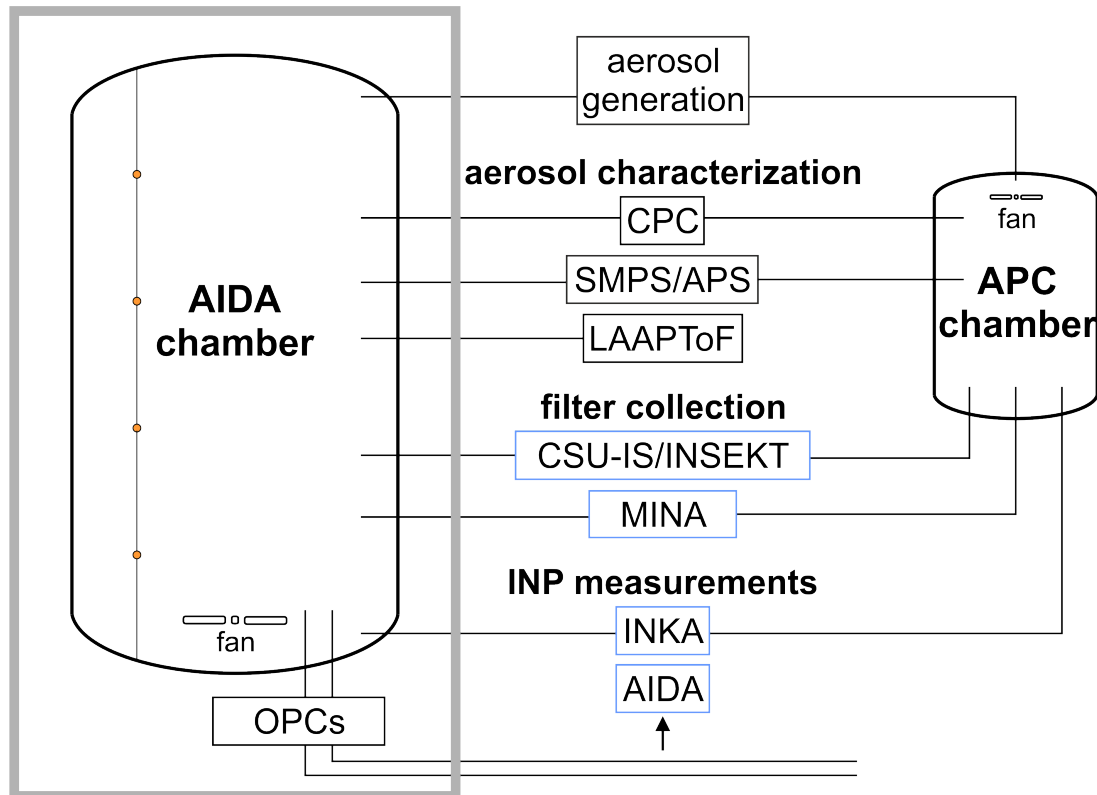 aerosol
generation
aerosol characterization
CPC
fan
SMPS/APS
APC
chamber
AIDA
chamber
LAAPToF
filter collection
CSU-IS/INSEKT
MINA
INP measurements
INKA
fan
AIDA
OPCs